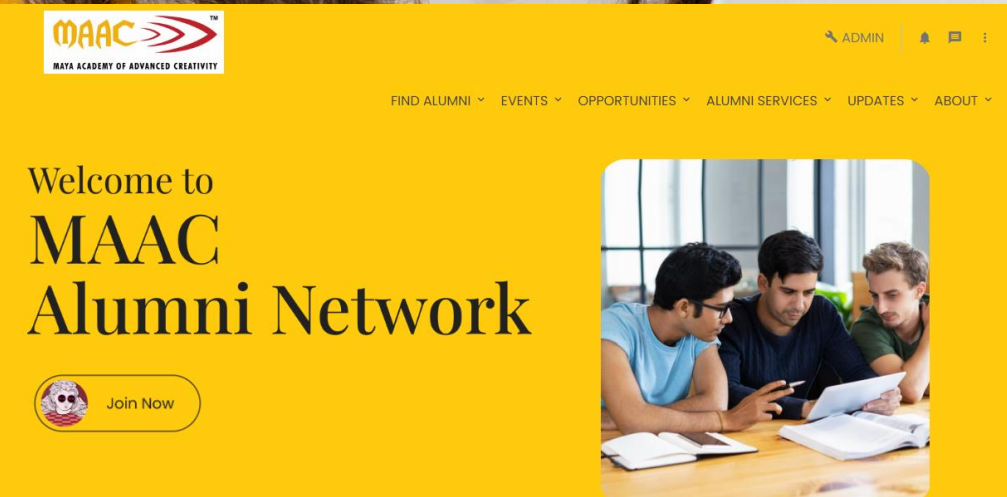 MAAC
TM
MAYA ACADEMY OF ADVANCED CREATIVITY
ADMIN
FIND ALUMNI
EVENTS
OPPORTUNITIES
ALUMNI SERVICES
UPDATES
ABOUT
Welcome to
MAAC
Alumni Network
Join Now